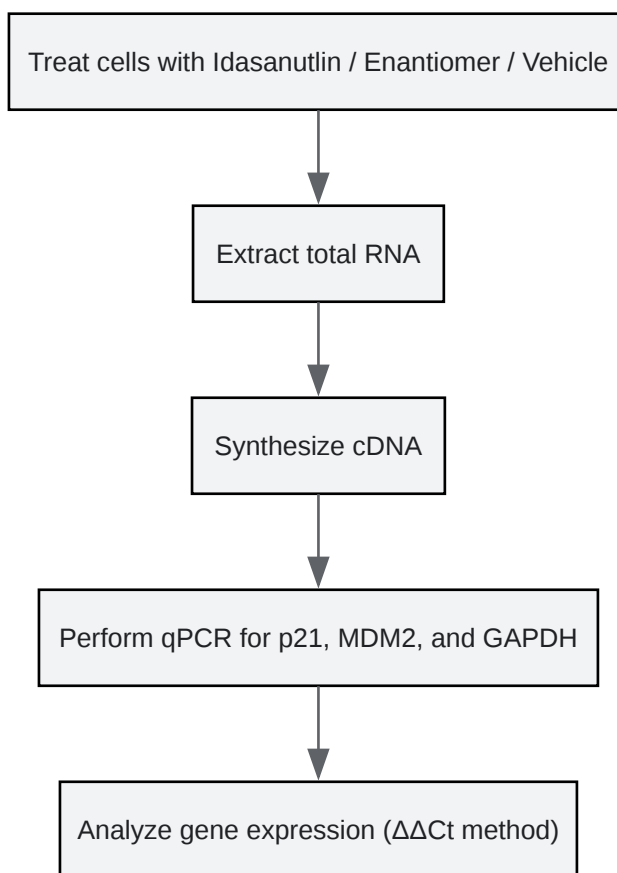 Treat cells with Idasanutlin / Enantiomer / Vehicle
Extract total RNA
Synthesize cDNA
Perform qPCR for p21, MDM2, and GAPDH
Analyze gene expression (ΔΔCt method)